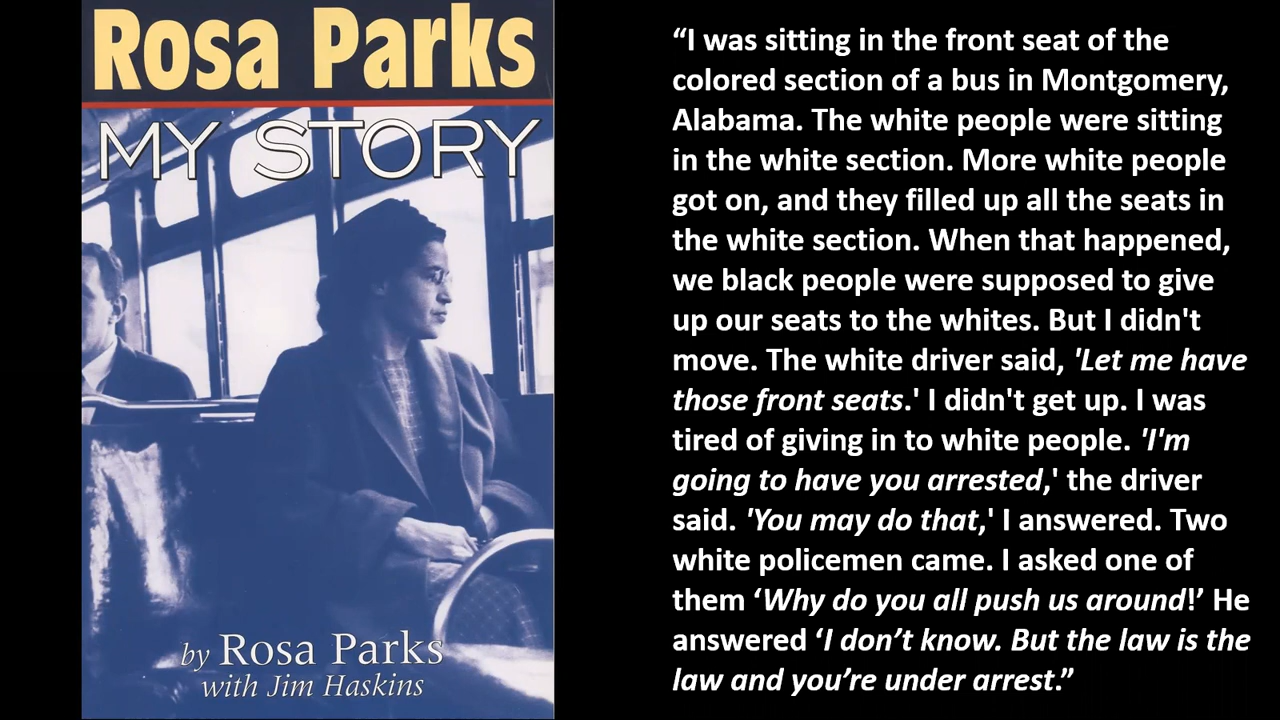 Rosa Parks
MY STORY
by Rosa Parks
with Jim Haskins
“I was sitting in the front seat of the
colored section of a bus in Montgomery,
Alabama. The white people were sitting
in the white section. More white people
got on, and they filled up all the seats in
the white section. When that happened,
we black people were supposed to give
up our seats to the whites. But I didn't
move. The white driver said, 'Let me have
those front seats.' I didn't get up. I was
tired of giving in to white people. 'I'm
going to have you arrested,' the driver
said. 'You may do that,' I answered. Two
white policemen came. I asked one of
them ‘Why do you all push us around!’ He
answered ‘I don’t know. But the law is the
law and you’re under arrest.”